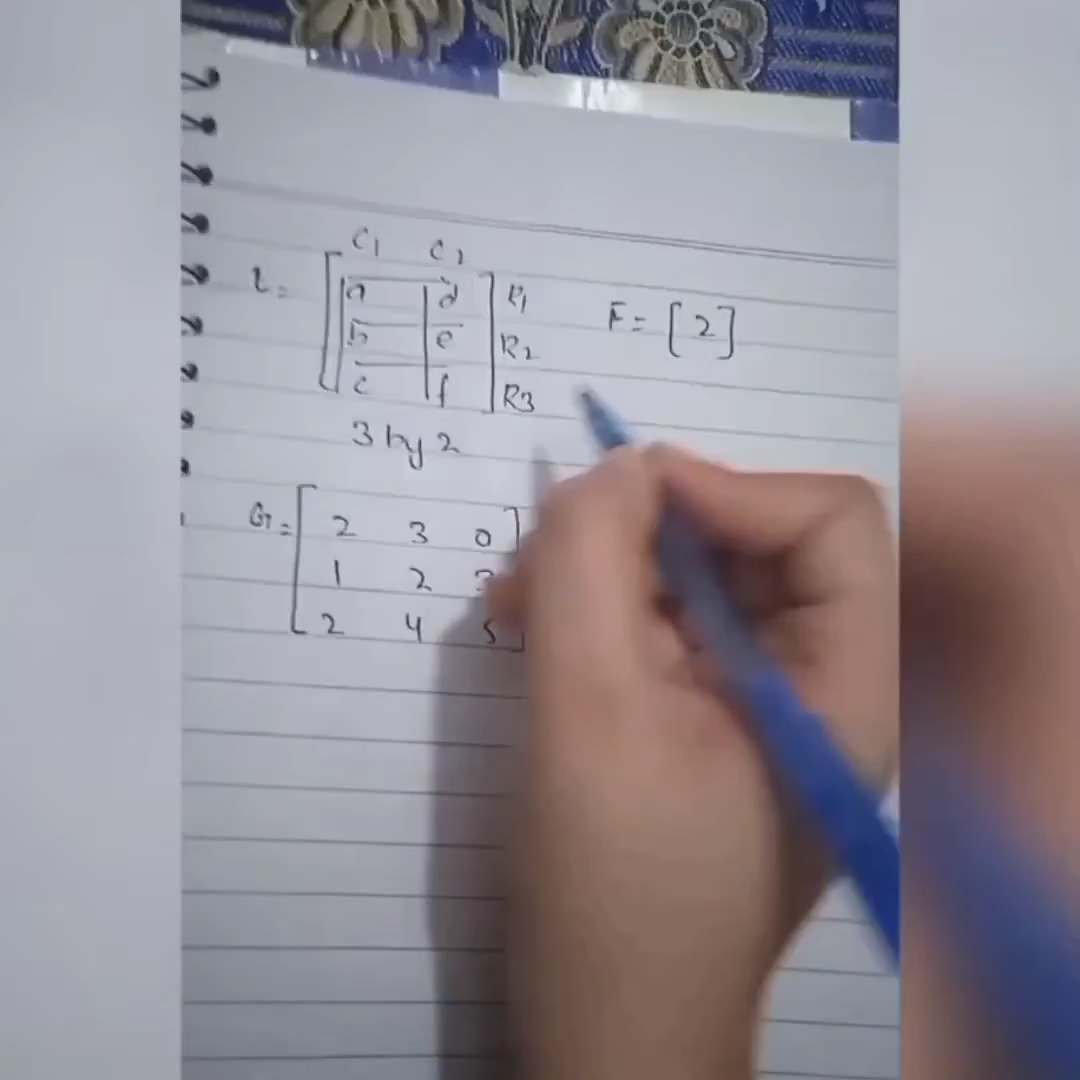 C1 C2
a d R1
b e R2
c f R3
3 by 2
F = [2]
G = [2 3 0]
1 2
2 4 5